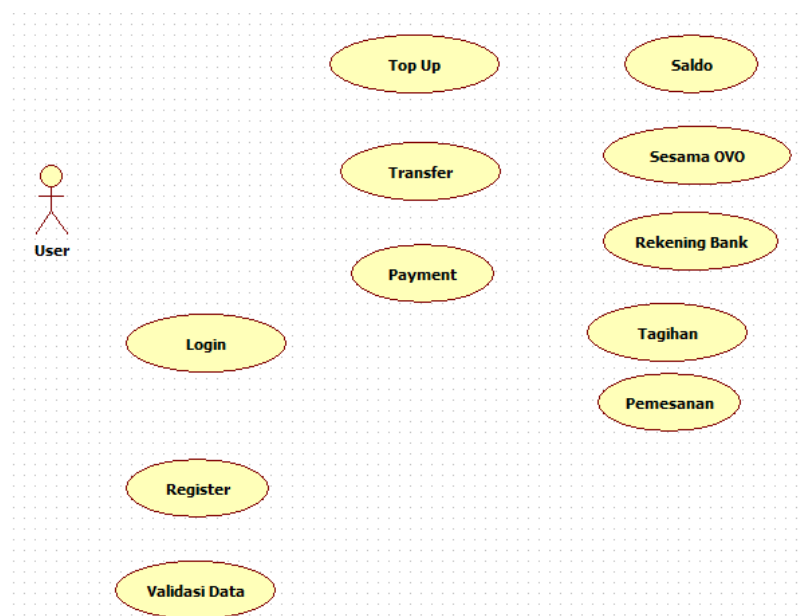 Top Up
Saldo
Sesama OVO
Transfer
User
Rekening Bank
Payment
Login
Tagihan
Pemesanan
Register
Validasi Data